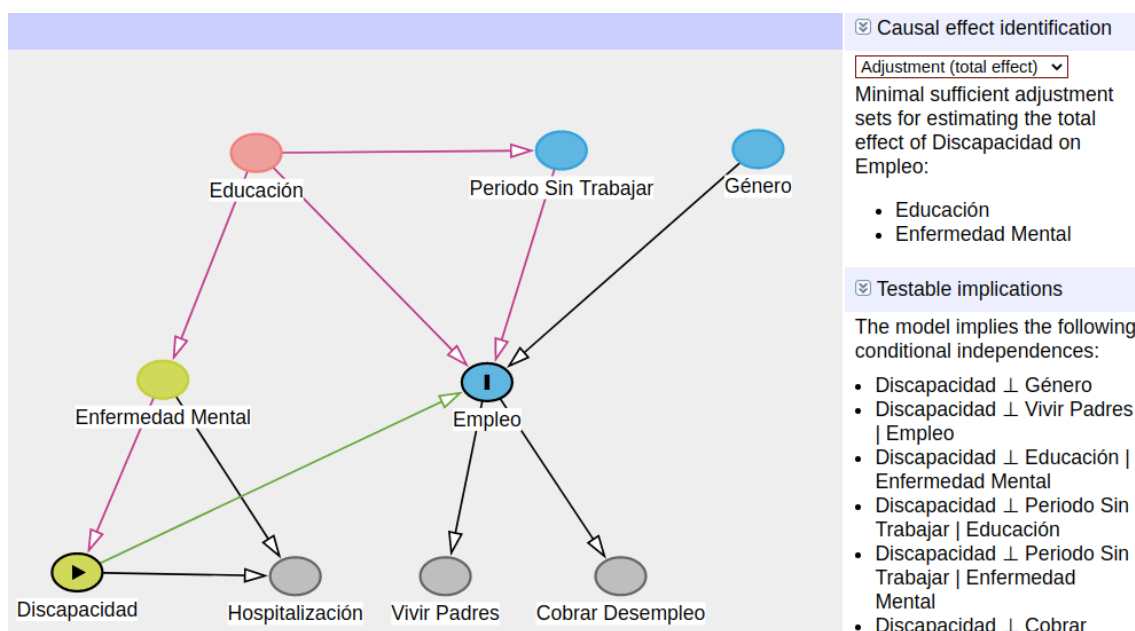 Educación
Periodo Sin Trabajar
Género
Enfermedad Mental
Empleo
Discapacidad
Hospitalización
Vivir Padres
Cobrar Desempleo
Causal effect identification
Adjustment (total effect)
Minimal sufficient adjustment
sets for estimating the total
effect of Discapacidad on
Empleo:
• Educación
• Enfermedad Mental
Testable implications
The model implies the following
conditional independences:
• Discapacidad ⊥ Género
• Discapacidad ⊥ Vivir Padres
| Empleo
• Discapacidad ⊥ Educación |
Enfermedad Mental
• Discapacidad ⊥ Periodo Sin
Trabajar | Educación
• Discapacidad ⊥ Periodo Sin
Trabajar | Enfermedad
Mental
• Discapacidad ⊥ Cobrar